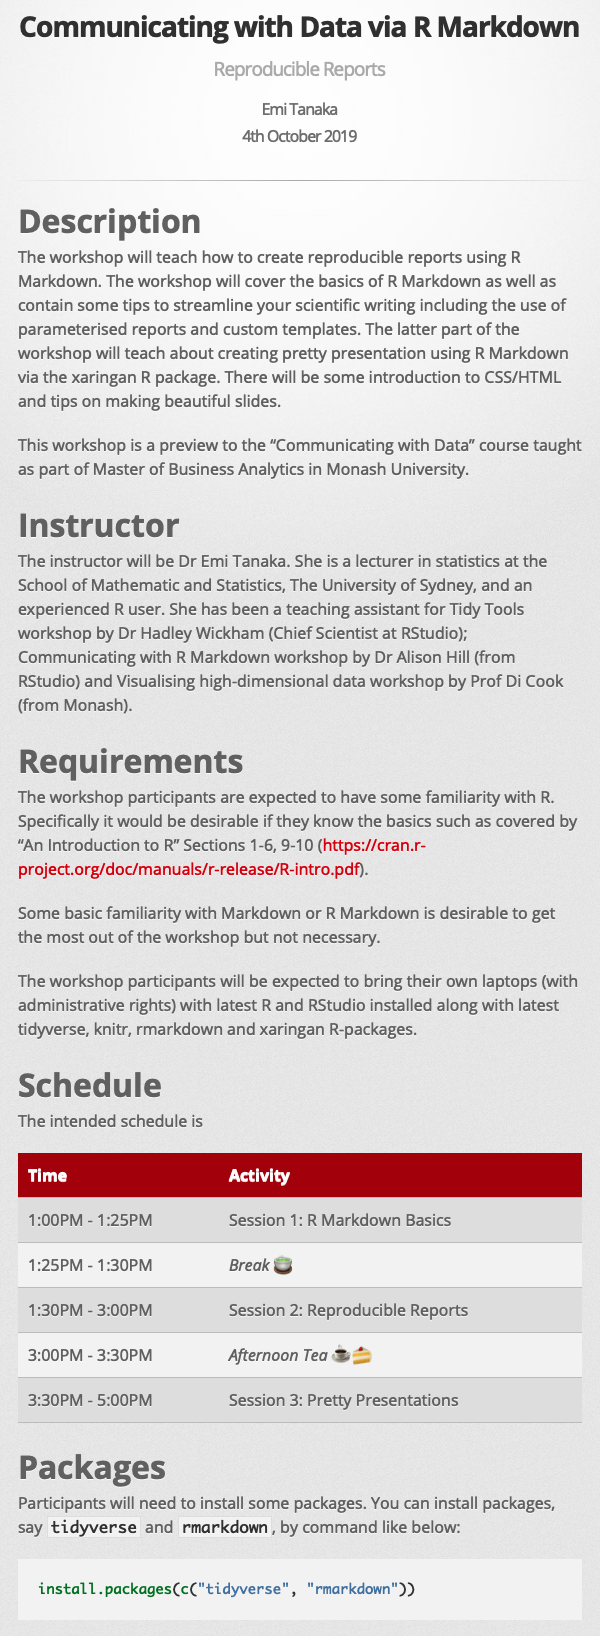 Communicating with Data via R Markdown
Reproducible Reports
Emi Tanaka
4th October 2019
Description
The workshop will teach how to create reproducible reports using R
Markdown. The workshop will cover the basics of R Markdown as well as
contain some tips to streamline your scientific writing including the use of
parameterised reports and custom templates. The latter part of the
workshop will teach about creating pretty presentation using R Markdown
via the xaringan R package. There will be some introduction to CSS/HTML
and tips on making beautiful slides.
This workshop is a preview to the “Communicating with Data” course taught
as part of Master of Business Analytics in Monash University.
Instructor
The instructor will be Dr Emi Tanaka. She is a lecturer in statistics at the
School of Mathematic and Statistics, The University of Sydney, and an
experienced R user. She has been a teaching assistant for Tidy Tools
workshop by Dr Hadley Wickham (Chief Scientist at RStudio);
Communicating with R Markdown workshop by Dr Alison Hill (from
RStudio) and Visualising high-dimensional data workshop by Prof Di Cook
(from Monash).
Requirements
The workshop participants are expected to have some familiarity with R.
Specifically it would be desirable if they know the basics such as covered by
“An Introduction to R” Sections 1-6, 9-10 (https://cran.r-
project.org/doc/manuals/r-release/R-intro.pdf).
Some basic familiarity with Markdown or R Markdown is desirable to get
the most out of the workshop but not necessary.
The workshop participants will be expected to bring their own laptops (with
administrative rights) with latest R and RStudio installed along with latest
tidyverse, knitr, rmarkdown and xaringan R-packages.
Schedule
The intended schedule is
Time Activity
1:00PM - 1:25PM Session 1: R Markdown Basics
1:25PM - 1:30PM Break 🍵
1:30PM - 3:00PM Session 2: Reproducible Reports
3:00PM - 3:30PM Afternoon Tea ☕🍰
3:30PM - 5:00PM Session 3: Pretty Presentations
Packages
Participants will need to install some packages. You can install packages,
say tidyverse and rmarkdown, by command like below:
install.packages(c("tidyverse", "rmarkdown"))